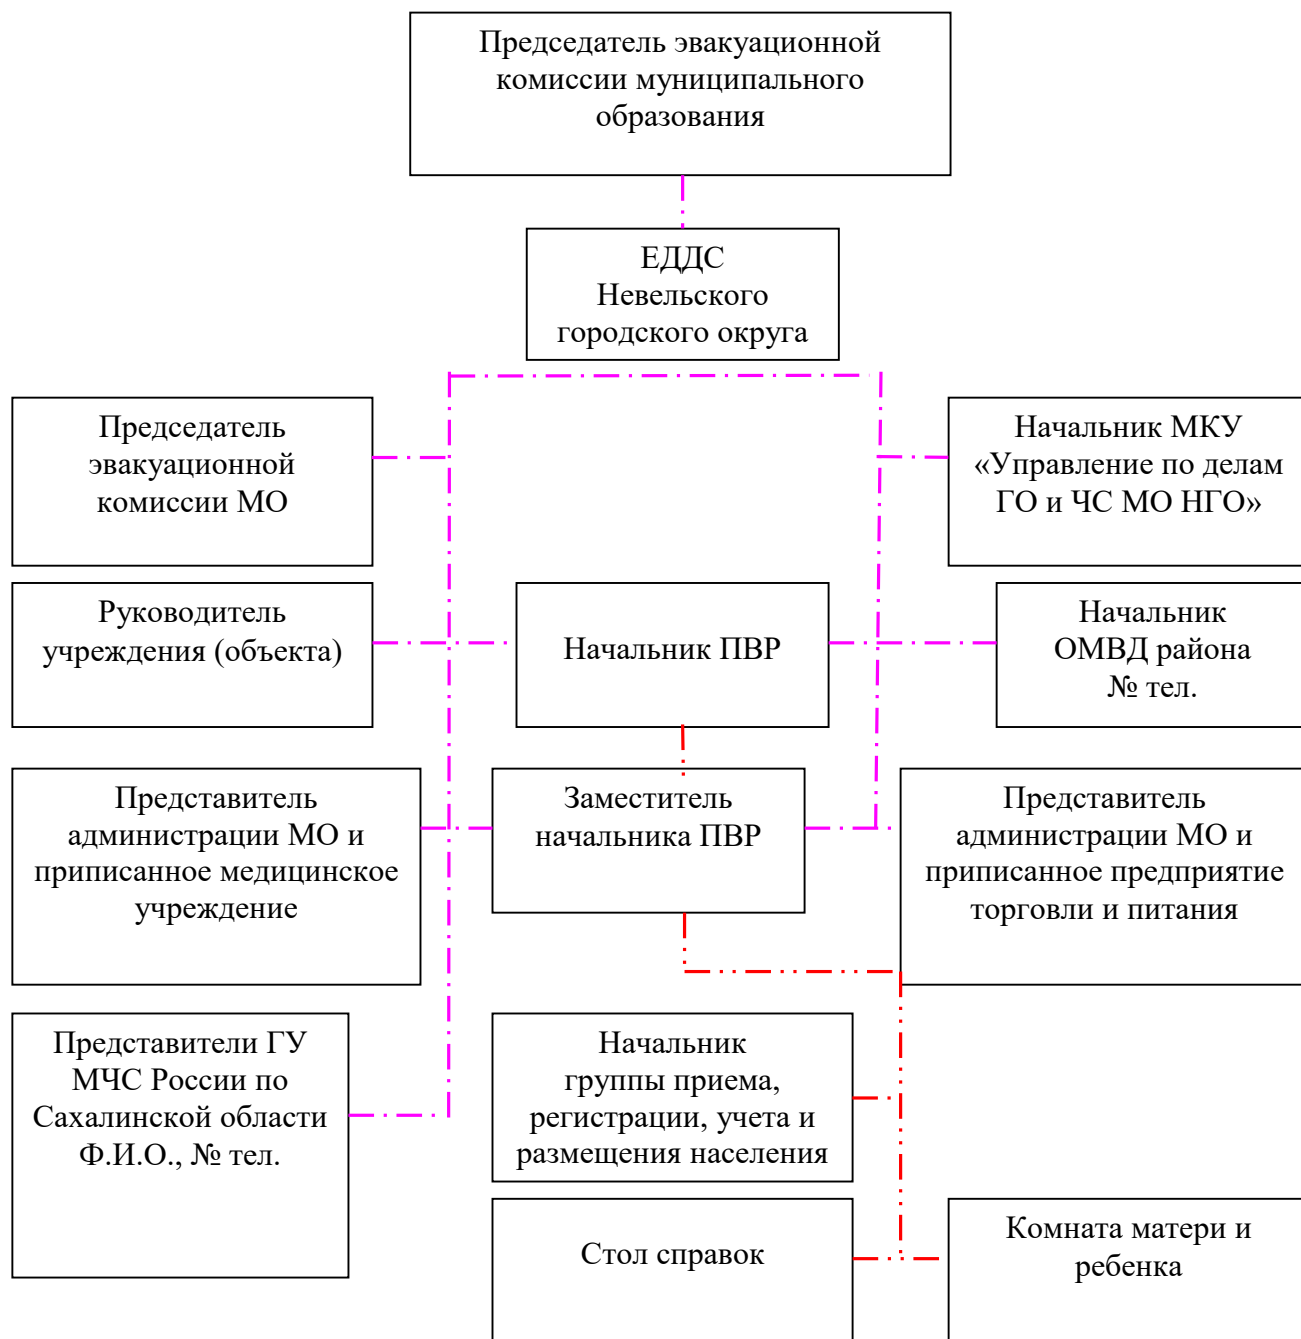 Председатель эвакуационной
комиссии муниципального
образования
ЕДДС
Невельского
городского округа
Председатель
эвакуационной
комиссии МО
Начальник МКУ
«Управление по делам
ГО и ЧС МО НГО»
Руководитель
учреждения (объекта)
Начальник ПВР
Начальник
ОМВД района
№ тел.
Представитель
администрации МО и
приписанное медицинское
учреждение
Заместитель
начальника ПВР
Представитель
администрации МО и
приписанное предприятие
торговли и питания
Представители ГУ
МЧС России по
Сахалинской области
Ф.И.О., № тел.
Начальник
группы приема,
регистрации, учета и
размещения населения
Стол справок
Комната матери и
ребенка